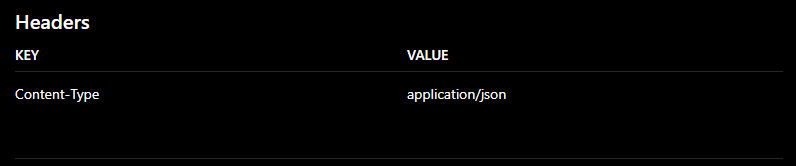 Headers
KEY VALUE
Content-Type application/json